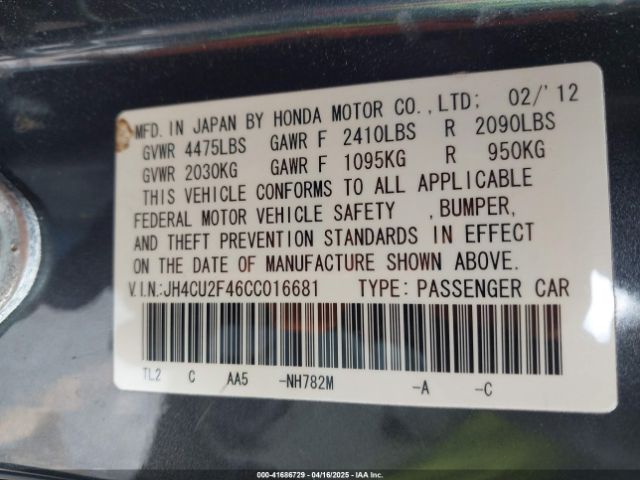 MFD. IN JAPAN BY HONDA MOTOR CO.,LTD; 02/'12
GVWR 4475LBS GAWR F 2410LBS R 2090LBS
GVWR 2030KG GAWR F 1095KG R 950KG
THIS VEHICLE CONFORMS TO ALL APPLICABLE
FEDERAL MOTOR VEHICLE SAFETY ,BUMPER,
AND THEFT PREVENTION STANDARDS IN EFFECT
ON THE DATE OF MANUFACTURE SHOWN ABOVE.
V.I.N.:JH4CU2F46CC016681 TYPE: PASSENGER CAR
TL2 C AA5 -NH782M -A -C
000-41686729 - 04/16/2025 - IAAI.COM